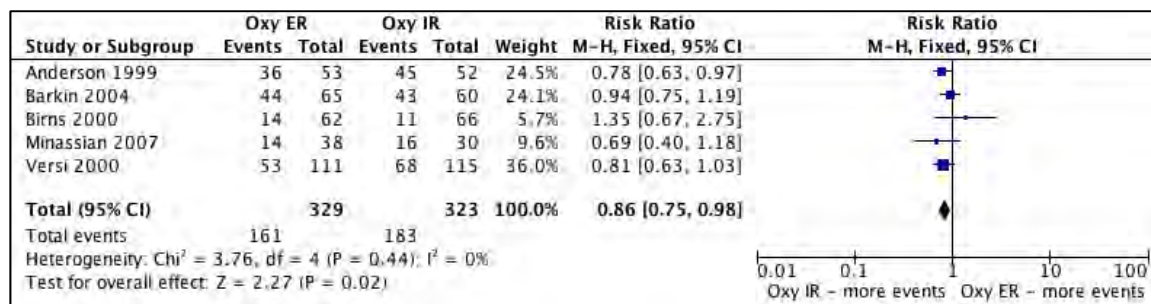 Oxy ER Oxy IR Risk Ratio Risk Ratio
Study or Subgroup Events Total Events Total Weight M-H, Fixed, 95% CI M-H, Fixed, 95% CI
Anderson 1999 36 53 45 52 24.5% 0.78 [0.63, 0.97]
Barkin 2004 44 65 43 60 24.1% 0.94 [0.75, 1.19]
Birns 2000 14 62 11 66 5.7% 1.35 [0.67, 2.75]
Minassian 2007 14 38 16 30 9.6% 0.69 [0.40, 1.18]
Versi 2000 53 111 68 115 36.0% 0.81 [0.63, 1.03]
Total (95% CI) 329 323 100.0% 0.86 [0.75, 0.98]
Total events 161 183
Heterogeneity: Chi² = 3.76, df = 4 (P = 0.44); I² = 0%
Test for overall effect: Z = 2.27 (P = 0.02)
0.01 0.1 1 10 100
Oxy IR - more events Oxy ER - more events